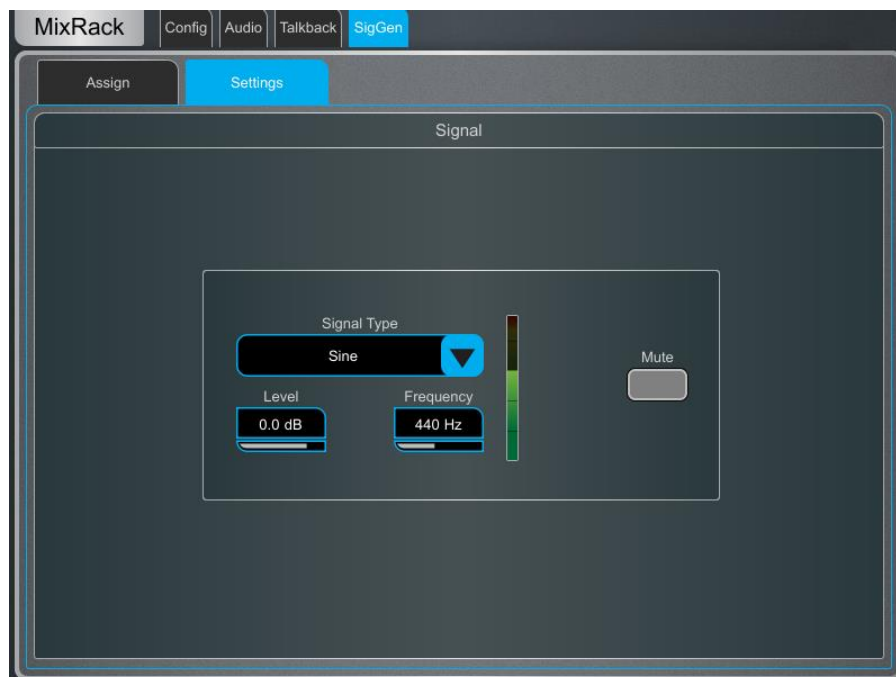 MixRack Config Audio Talkback SigGen
Assign Settings
Signal
Signal Type
Sine
Mute
Level Frequency
0.0 dB 440 Hz